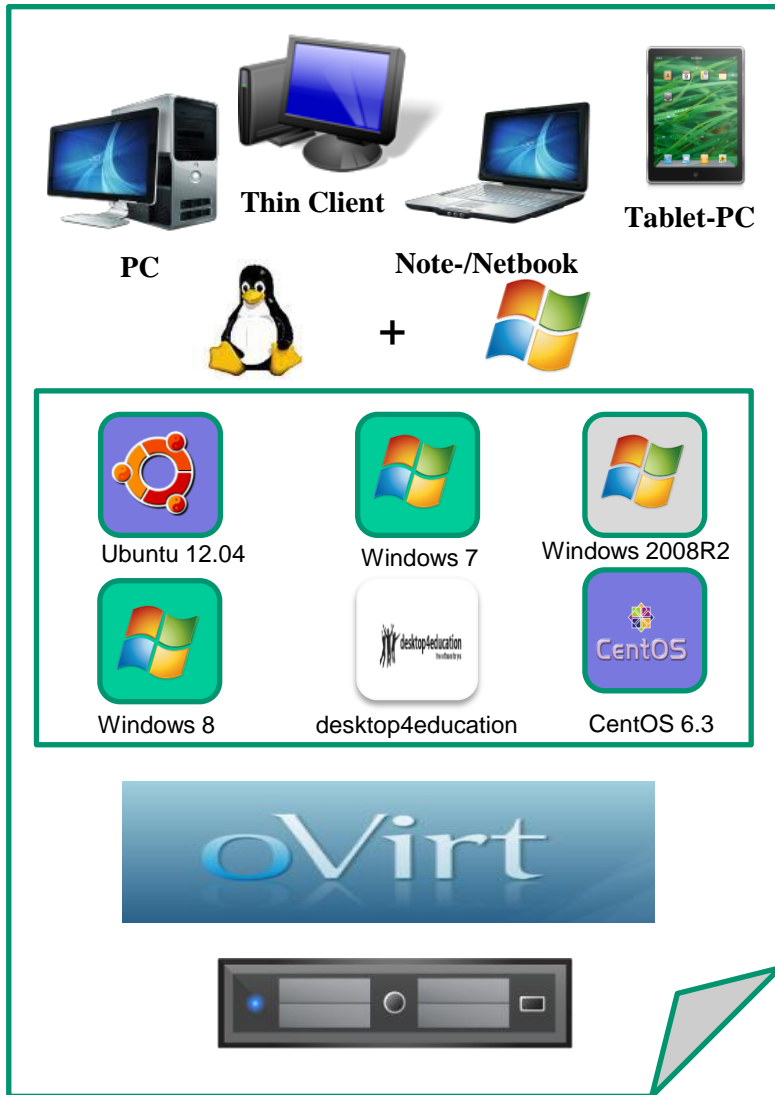 Thin Client
Tablet-PC
PC
Note-/Netbook
+
Ubuntu 12.04
Windows 7
Windows 2008R2
desktop4education
CentOS
Windows 8
desktop4education
CentOS 6.3
oVirt